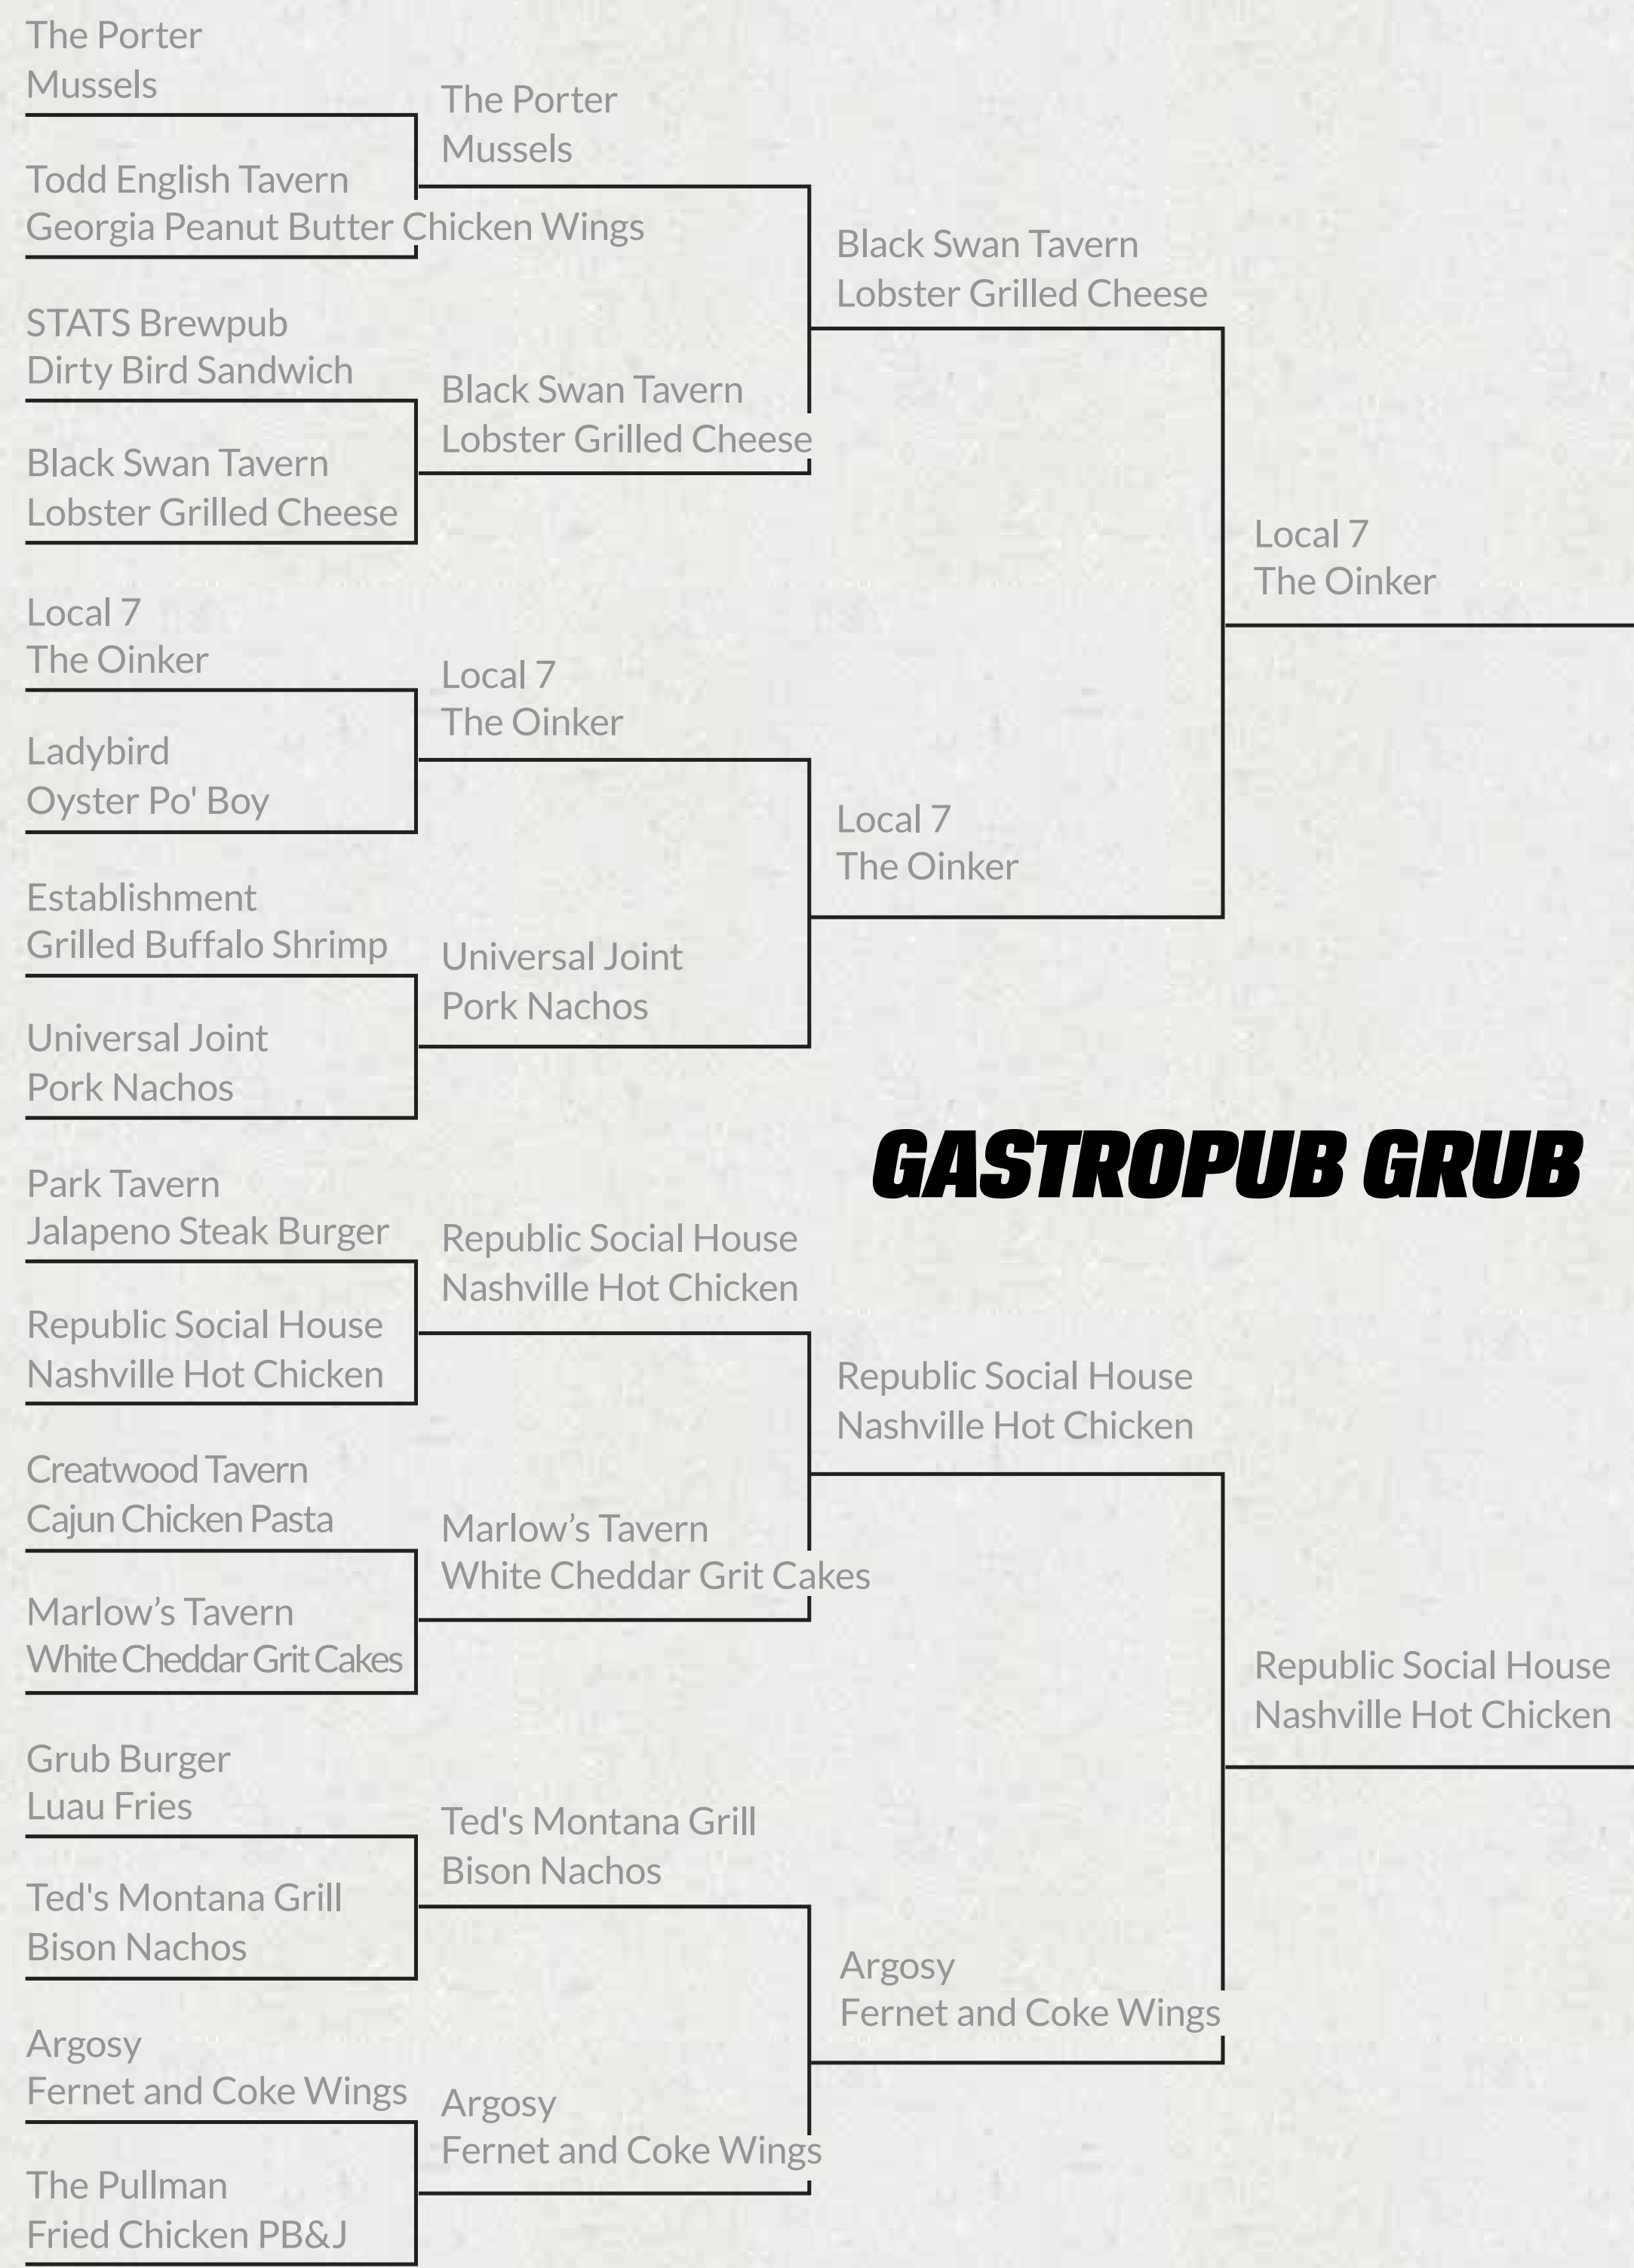 The Porter
Mussels
Todd English Tavern
Georgia Peanut Butter Chicken Wings
STATS Brewpub
Dirty Bird Sandwich
Black Swan Tavern
Lobster Grilled Cheese
Local 7
The Oinker
Ladybird
Oyster Po' Boy
Establishment
Grilled Buffalo Shrimp
Universal Joint
Pork Nachos
Park Tavern
Jalapeno Steak Burger
Republic Social House
Nashville Hot Chicken
Creatwood Tavern
Cajun Chicken Pasta
Marlow’s Tavern
White Cheddar Grit Cakes
Grub Burger
Luau Fries
Ted's Montana Grill
Bison Nachos
Argosy
Fernet and Coke Wings
The Pullman
Fried Chicken PB&J
The Porter
Mussels
Black Swan Tavern
Lobster Grilled Cheese
Local 7
The Oinker
Universal Joint
Pork Nachos
Republic Social House
Nashville Hot Chicken
Marlow’s Tavern
White Cheddar Grit Cakes
Ted's Montana Grill
Bison Nachos
Argosy
Fernet and Coke Wings
Black Swan Tavern
Lobster Grilled Cheese
Local 7
The Oinker
GASTROPUB GRUB
Republic Social House
Nashville Hot Chicken
Argosy
Fernet and Coke Wings
Local 7
The Oinker
Republic Social House
Nashville Hot Chicken